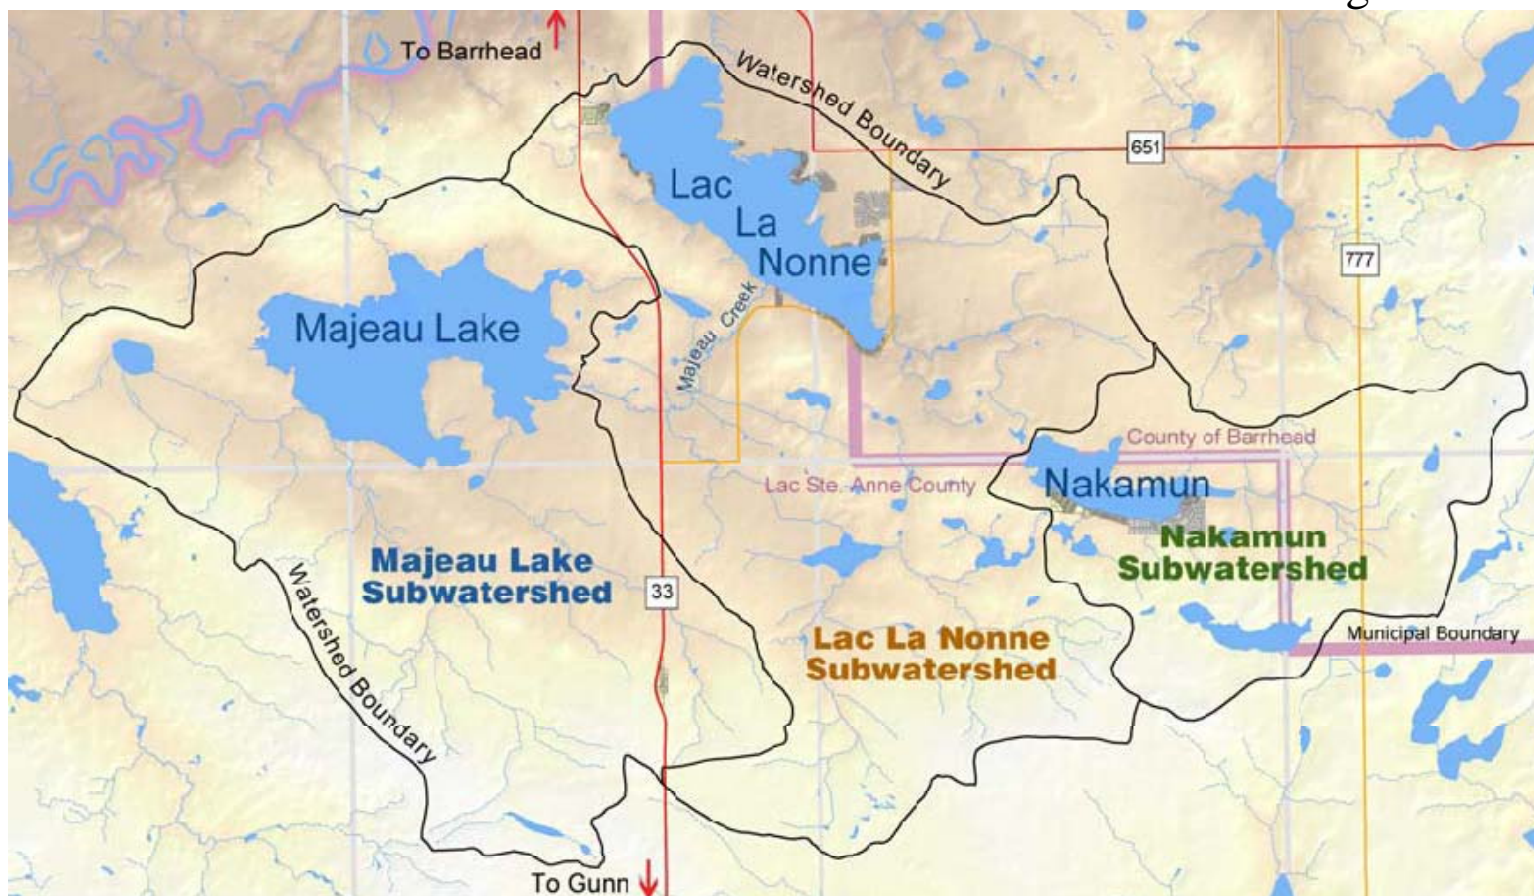 g
To Barrhead
Watershed Boundary
651
Lac
La
Nonne
777
Majeau Lake
Majeau Creek
County of Barrhead
Lac Ste. Anne County
Nakamun
Nakamun
Subwatershed
Majeau Lake
Subwatershed
33
Watershed Boundary
Lac La Nonne
Subwatershed
Municipal Boundary
To Gunn